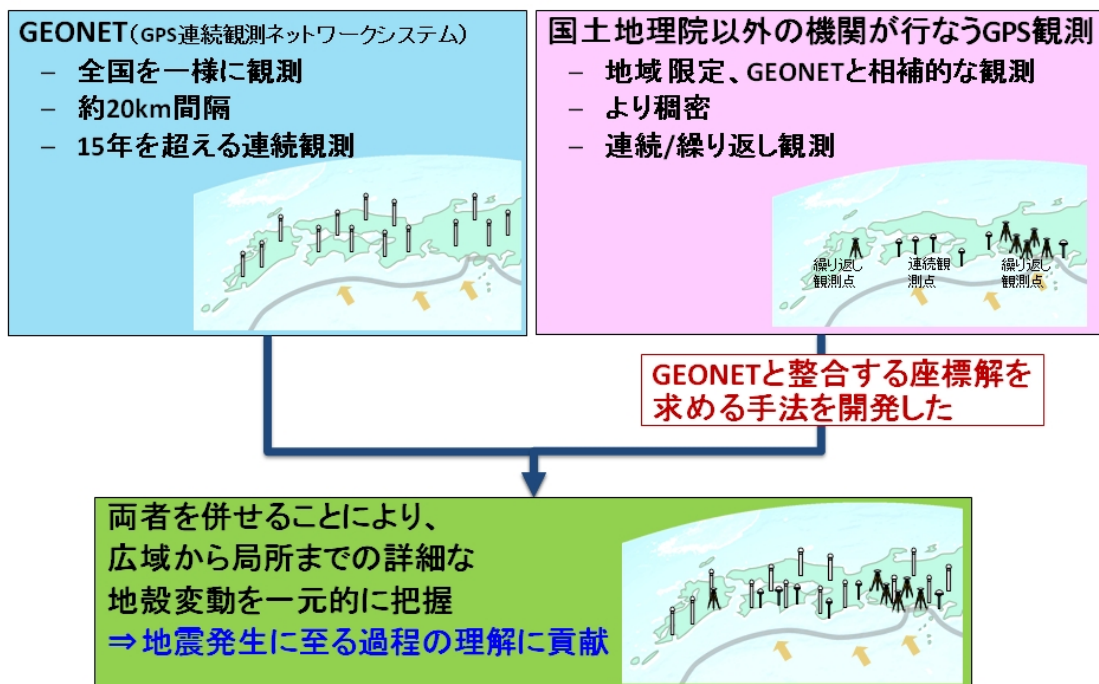 GEONET（GPS連続観測ネットワークシステム）
– 全国を一様に観測
– 約20km間隔
– 15年を超える連続観測
国土地理院以外の機関が行なうGPS観測
– 地域限定、GEONETと相補的な観測
– より稠密
– 連続/繰り返し観測
繰り返し
観測点
連続観
測点
繰り返し
観測点
GEONETと整合する座標解を
求める手法を開発した
両者を併せることにより、
広域から局所までの詳細な
地殻変動を一元的に把握
⇒地震発生に至る過程の理解に貢献